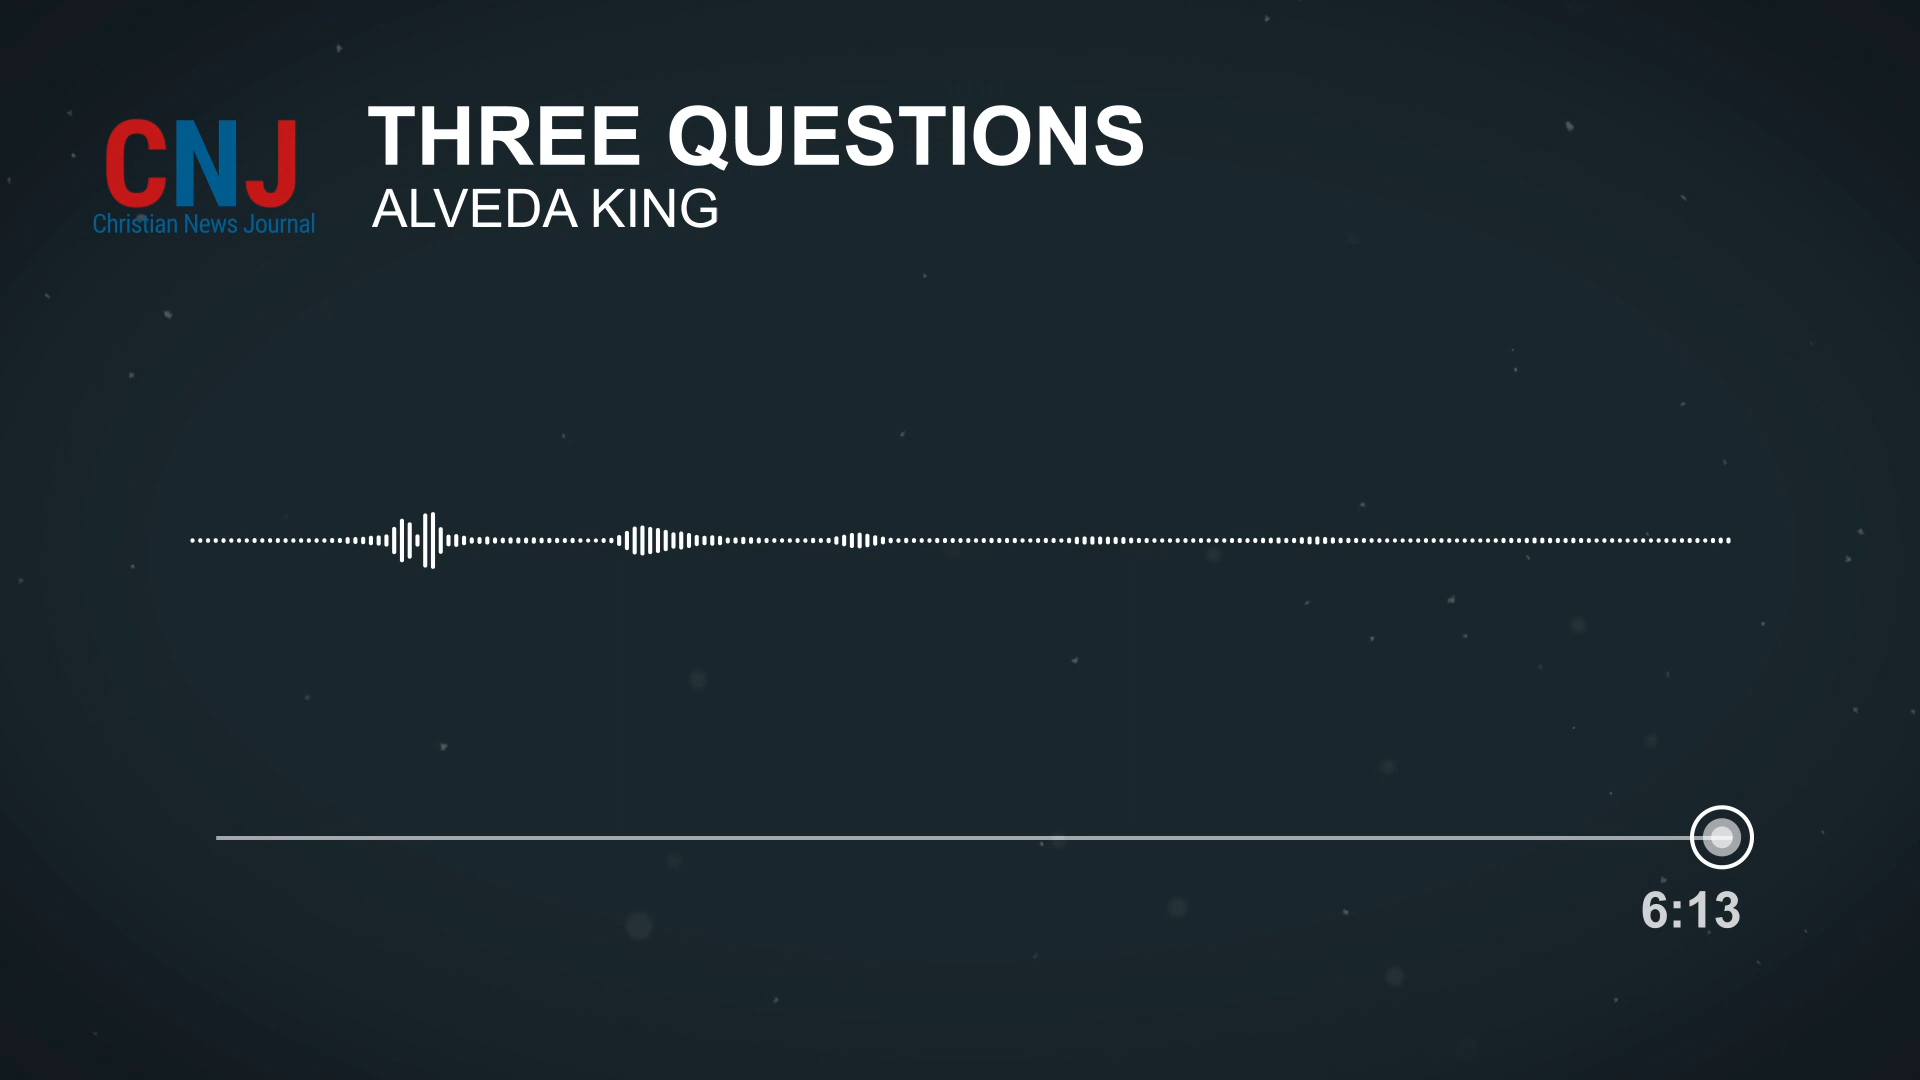 CNJ
Christian News Journal
THREE QUESTIONS
ALVEDA KING
6:13